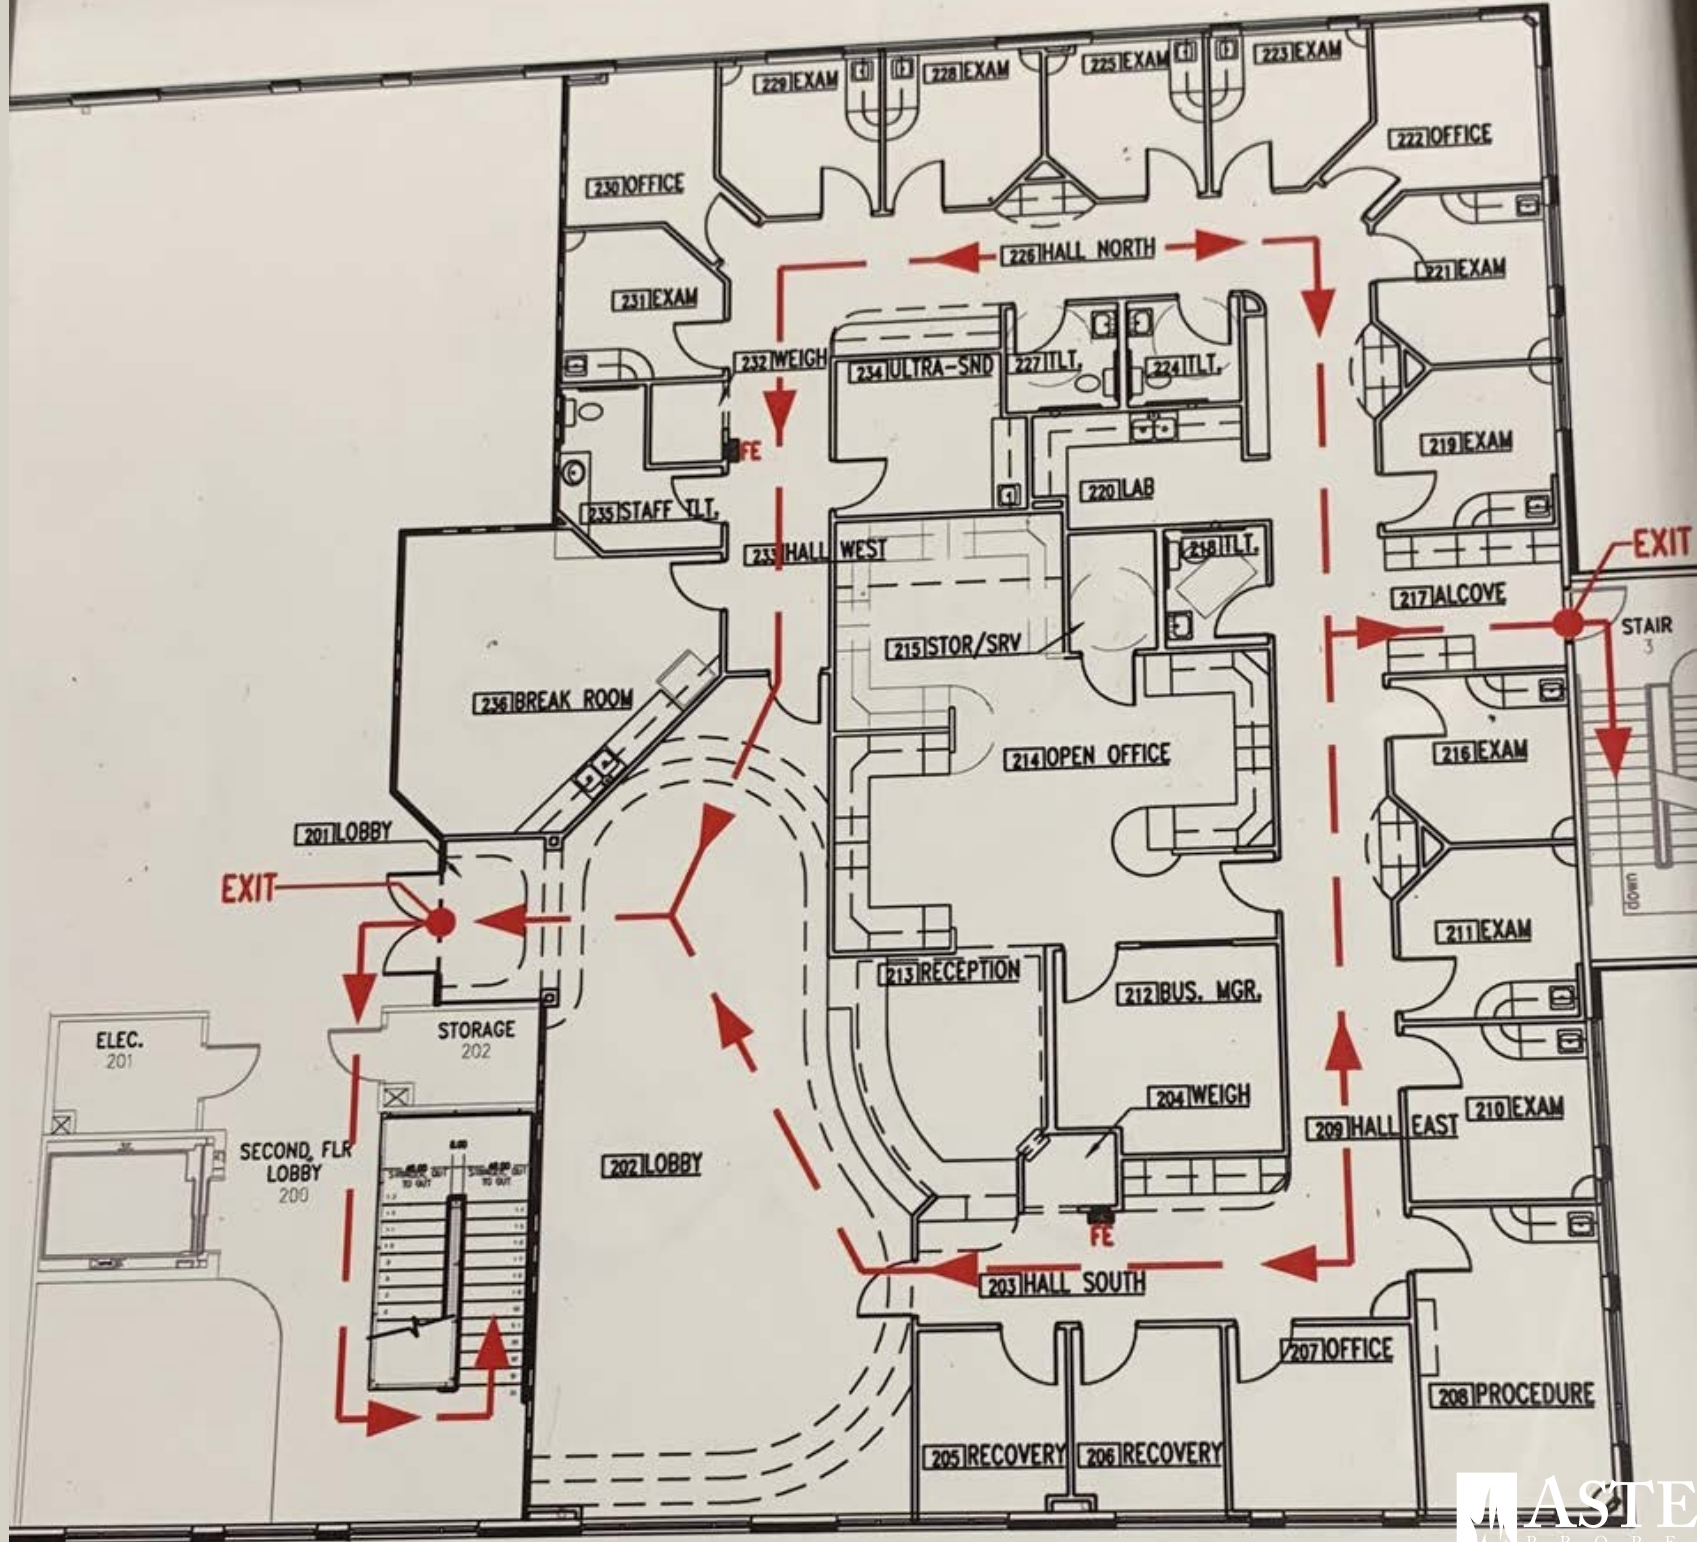 229 EXAM
228 EXAM
225 EXAM
223 EXAM
222 OFFICE
230 OFFICE
226 HALL NORTH
221 EXAM
231 EXAM
232 WEIGH
234 ULTRA-SND
227 TLT.
224 TLT.
FE
219 EXAM
220 LAB
235 STAFF TLT.
233 HALL WEST
218 TLT.
EXIT
217 ALCOVE
STAIR
3
215 STOR/SRV
236 BREAK ROOM
214 OPEN OFFICE
216 EXAM
201 LOBBY
EXIT
down
211 EXAM
213 RECEPTION
212 BUS. MGR.
ELEC.
201
STORAGE
202
204 WEIGH
210 EXAM
209 HALL EAST
SECOND FLR
LOBBY
200
202 LOBBY
FE
203 HALL SOUTH
207 OFFICE
208 PROCEDURE
205 RECOVERY
206 RECOVERY
ASTE